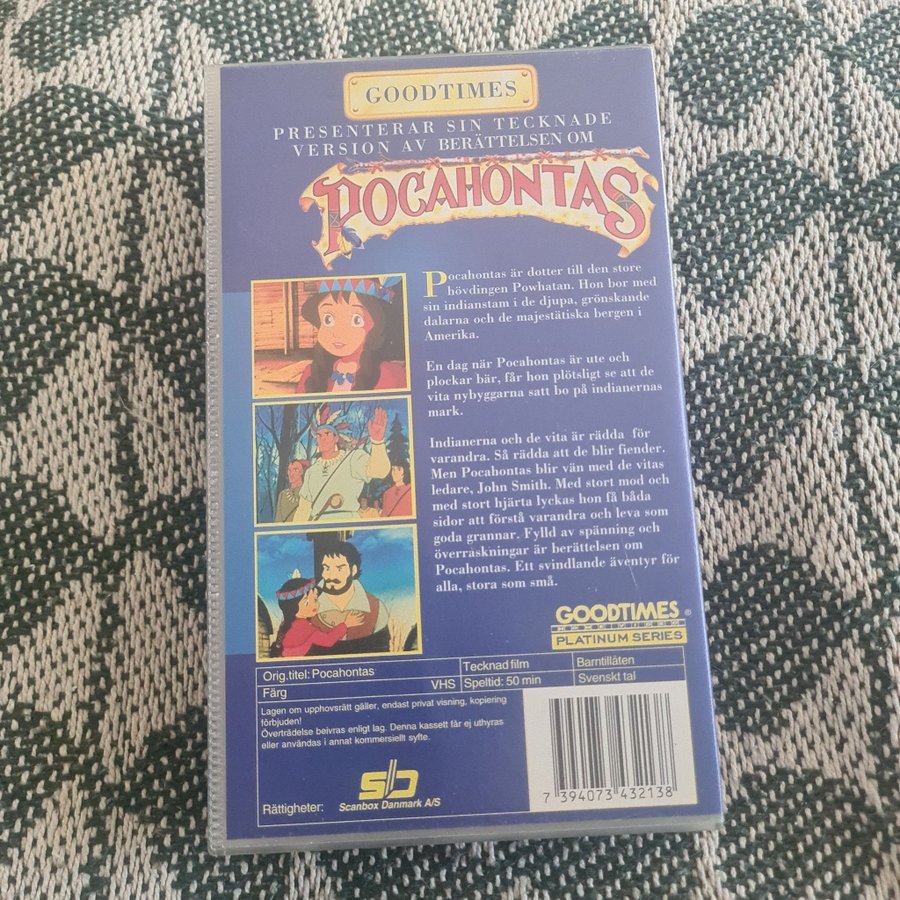 GOODTIMES
PRESENTERAR SIN TECKNADE
VERSION AV BERÄTTELSEN OM
POCAHONTAS
Pocahontas är dotter till den store
hövdingen Powhatan. Hon bor med
sin indianstam i de djupa, grönskande
dalarna och de majestätiska bergen i
Amerika.
En dag när Pocahontas är ute och
plockar bär, får hon plötsligt se att de
vita nybyggarna satt bo på indianernas
mark.
Indianerna och de vita är rädda för
varandra. Så rädda att de blir fiender.
Men Pocahontas blir vän med de vitas
ledare, John Smith. Med stort mod och
med stort hjärta lyckas hon få båda
sidor att förstå varandra och leva som
goda grannar. Fylld av spänning och
överraskningar är berättelsen om
Pocahontas. Ett svindlande äventyr för
alla, stora som små.
GOODTIMES ®
PLATINUM SERIES
Orig.titel: Pocahontas
Tecknad film
Barntillåten
Färg VHS
Speltid: 50 min
Svenskt tal
Lagen om upphovsrätt gäller, endast privat visning, kopiering
förbjuden!
Överträdelse beivras enligt lag. Denna kassett får ej uthyras
eller användas i annat kommersiellt syfte.
Rättigheter:
Scanbox Danmark A/S
7 394073 432138